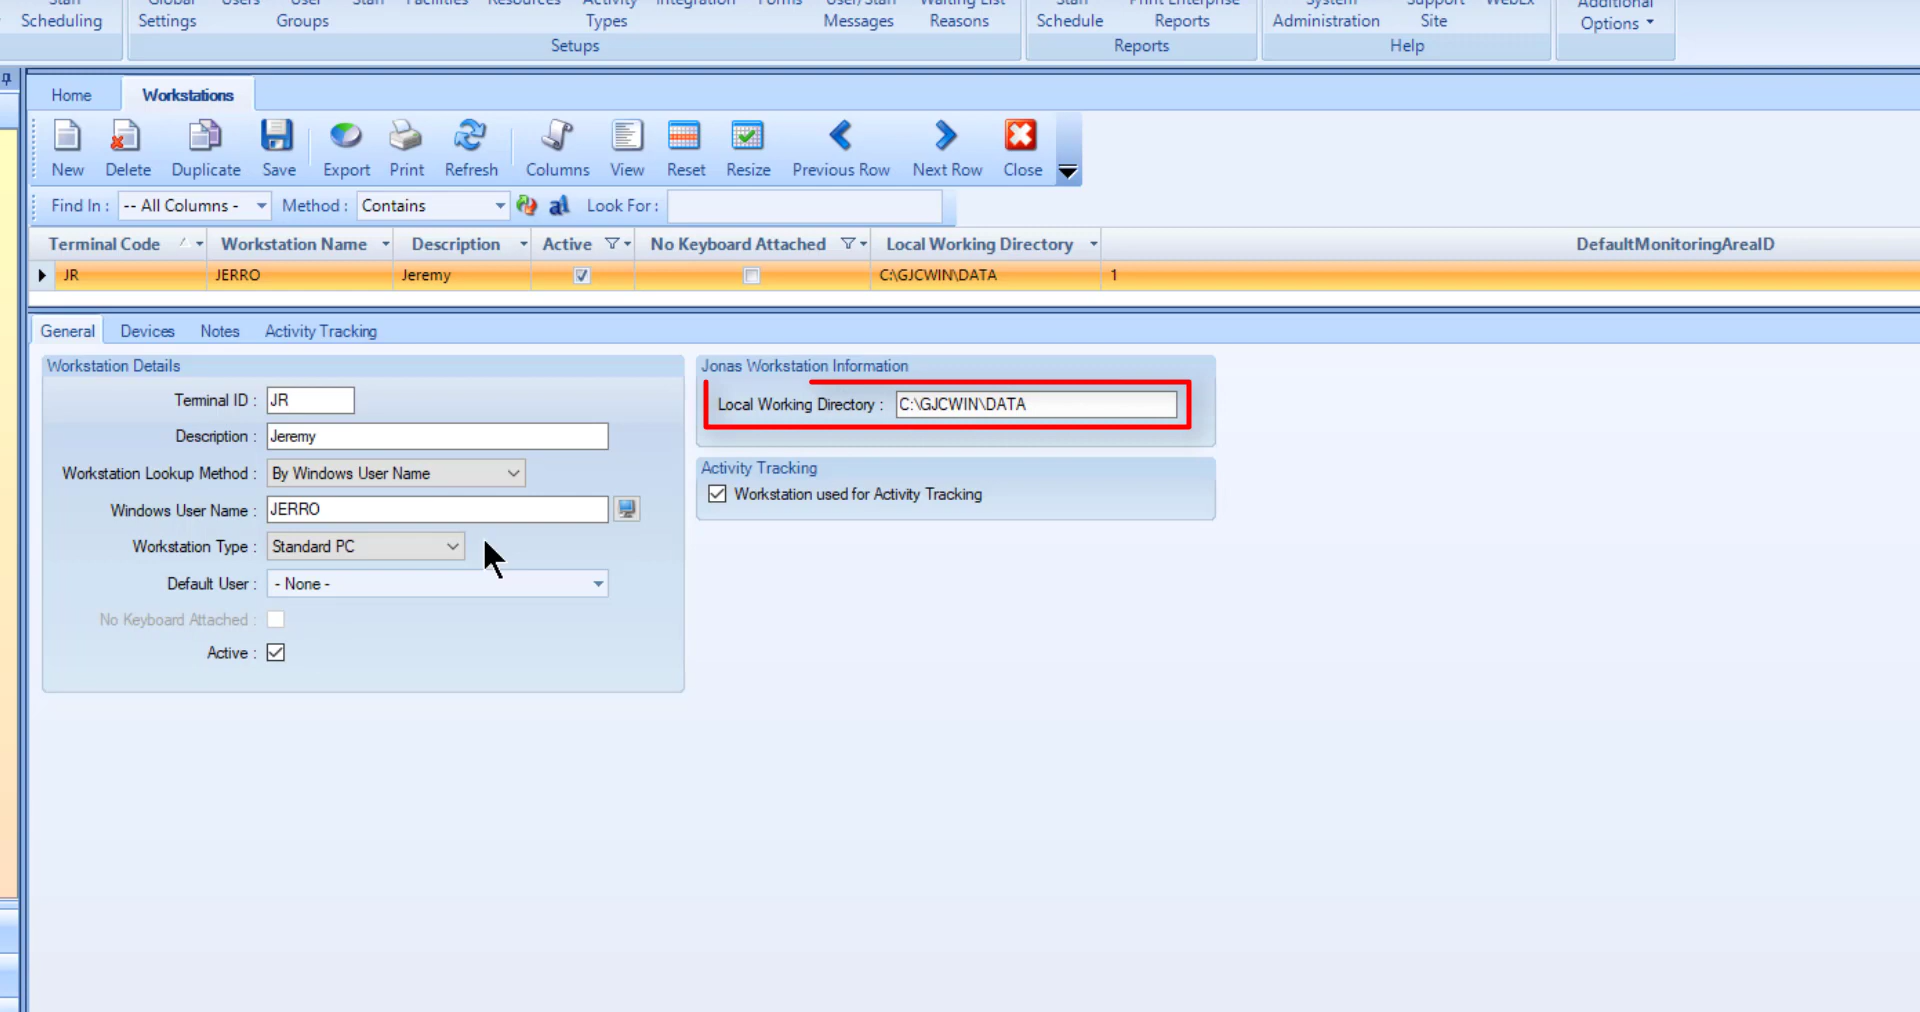 Scheduling
Settings
Users
User
Groups
Staff
Facilities
Resources
Activity
Types
Integration
Forms
User/Staff
Messages
Waiting List
Reasons
Setups
Staff
Schedule
Print Enterprise
Reports
Reports
System
Administration
Support
Site
WebEx
Help
Additional
Options
Home Workstations
New Delete Duplicate Save Export Print Refresh Columns View Reset Resize Previous Row Next Row Close
Find In : -- All Columns - Method : Contains Look For :
Terminal Code Workstation Name Description Active No Keyboard Attached Local Working Directory DefaultMonitoringAreaID
JR JERRO Jeremy C:\GJCWIN\DATA 1
General Devices Notes Activity Tracking
Workstation Details
Terminal ID : JR
Description : Jeremy
Workstation Lookup Method : By Windows User Name
Windows User Name : JERRO
Workstation Type : Standard PC
Default User : - None -
No Keyboard Attached :
Active :
Jonas Workstation Information
Local Working Directory : C:\GJCWIN\DATA
Activity Tracking
Workstation used for Activity Tracking